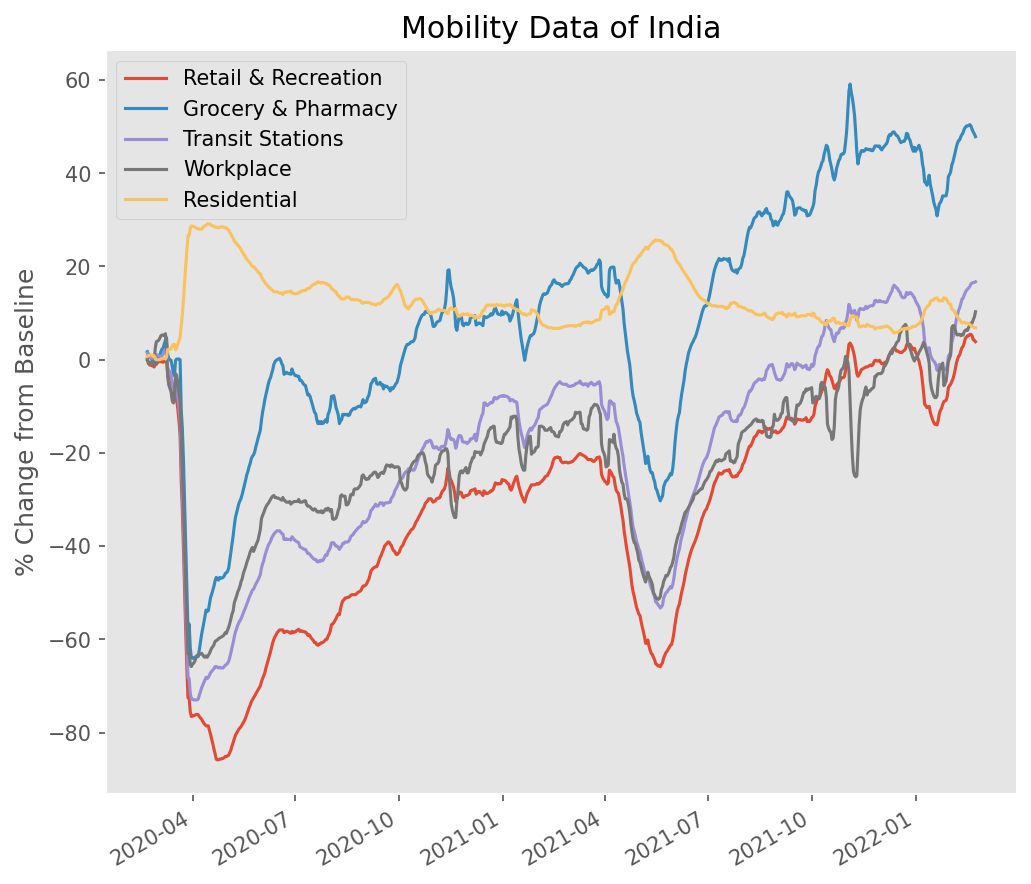 Mobility Data of India
Retail & Recreation
Grocery & Pharmacy
Transit Stations
Workplace
Residential
% Change from Baseline
60
40
20
0
−20
−40
−60
−80
2020-04
2020-07
2020-10
2021-01
2021-04
2021-07
2021-10
2022-01